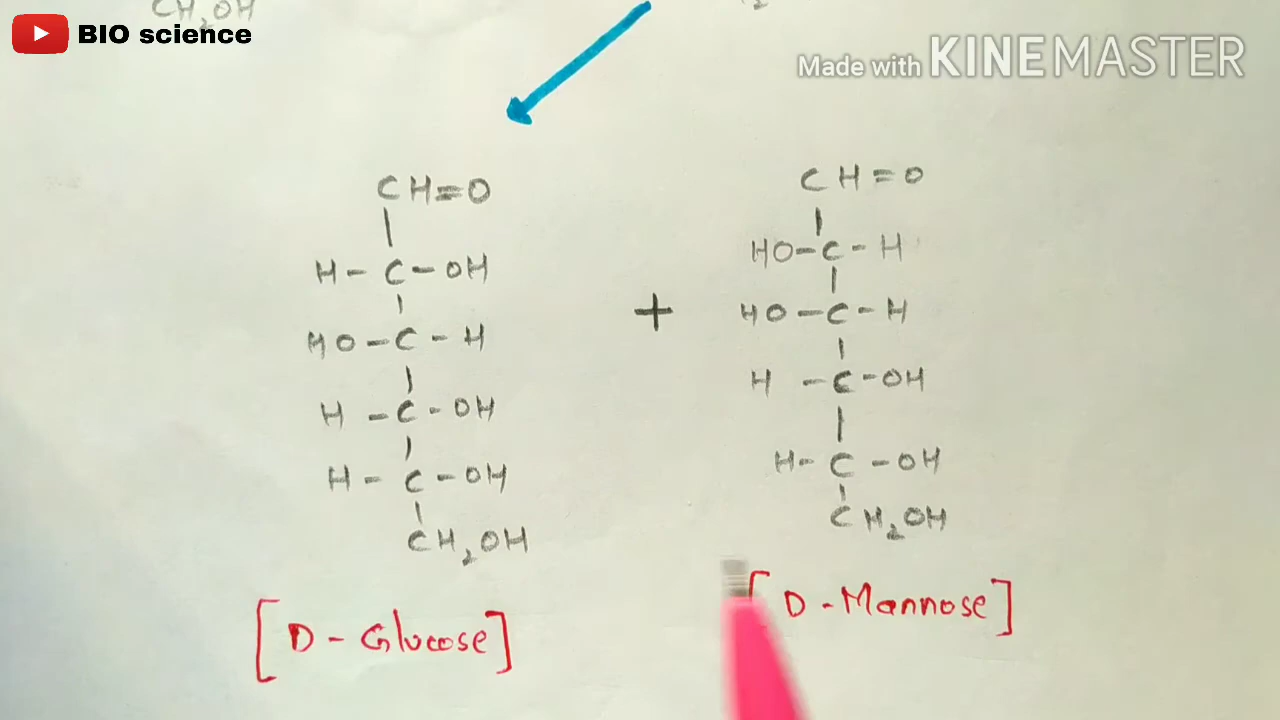 CH2OH
BIO science
Made with KINEMASTER
CH=O
H-C-OH
HO-C-H
H-C-OH
H-C-OH
CH2OH
[D-Glucose]
+
CH=O
HO-C-H
HO-C-H
H-C-OH
H-C-OH
CH2OH
[D-Mannose]